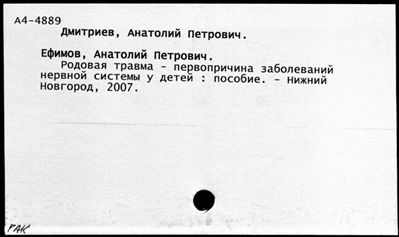 А4-4889
Дмитриев, Анатолий Петрович.
Ефимов, Анатолий Петрович.
Родовая травма - первопричина заболеваний
нервной системы у детей : пособие. - Нижний
Новгород, 2007.
РАК